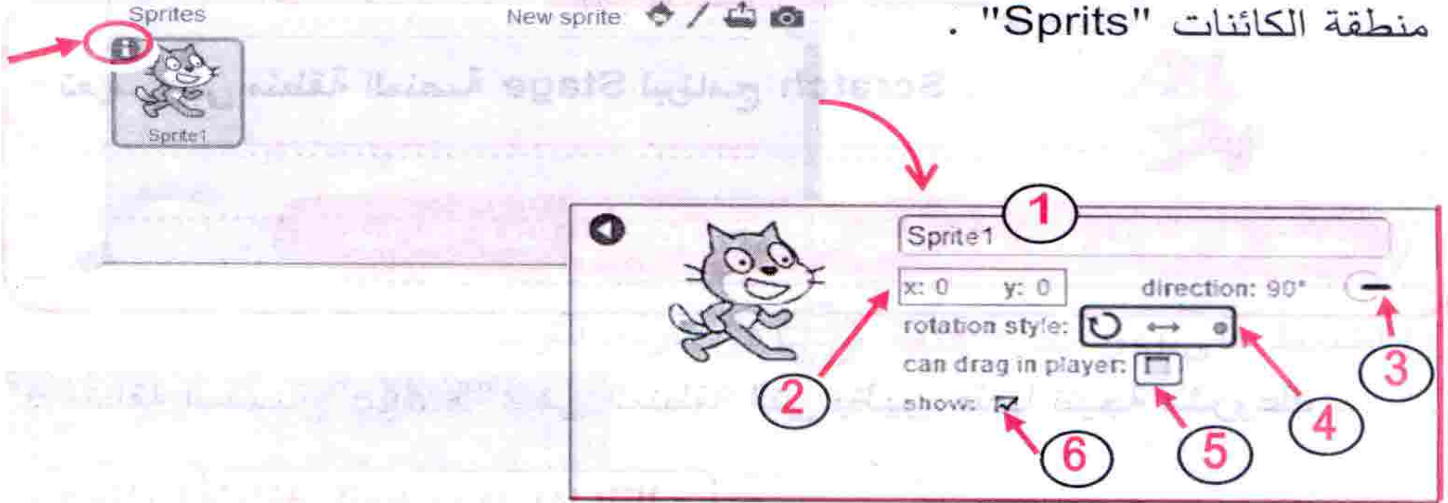 منطقة الكائنات "Sprits" .
Sprites
New sprite:
Sprite1
1
Sprite1
x: 0 y: 0 direction: 90°
rotation style:
can drag in player:
show:
2
3
4
5
6